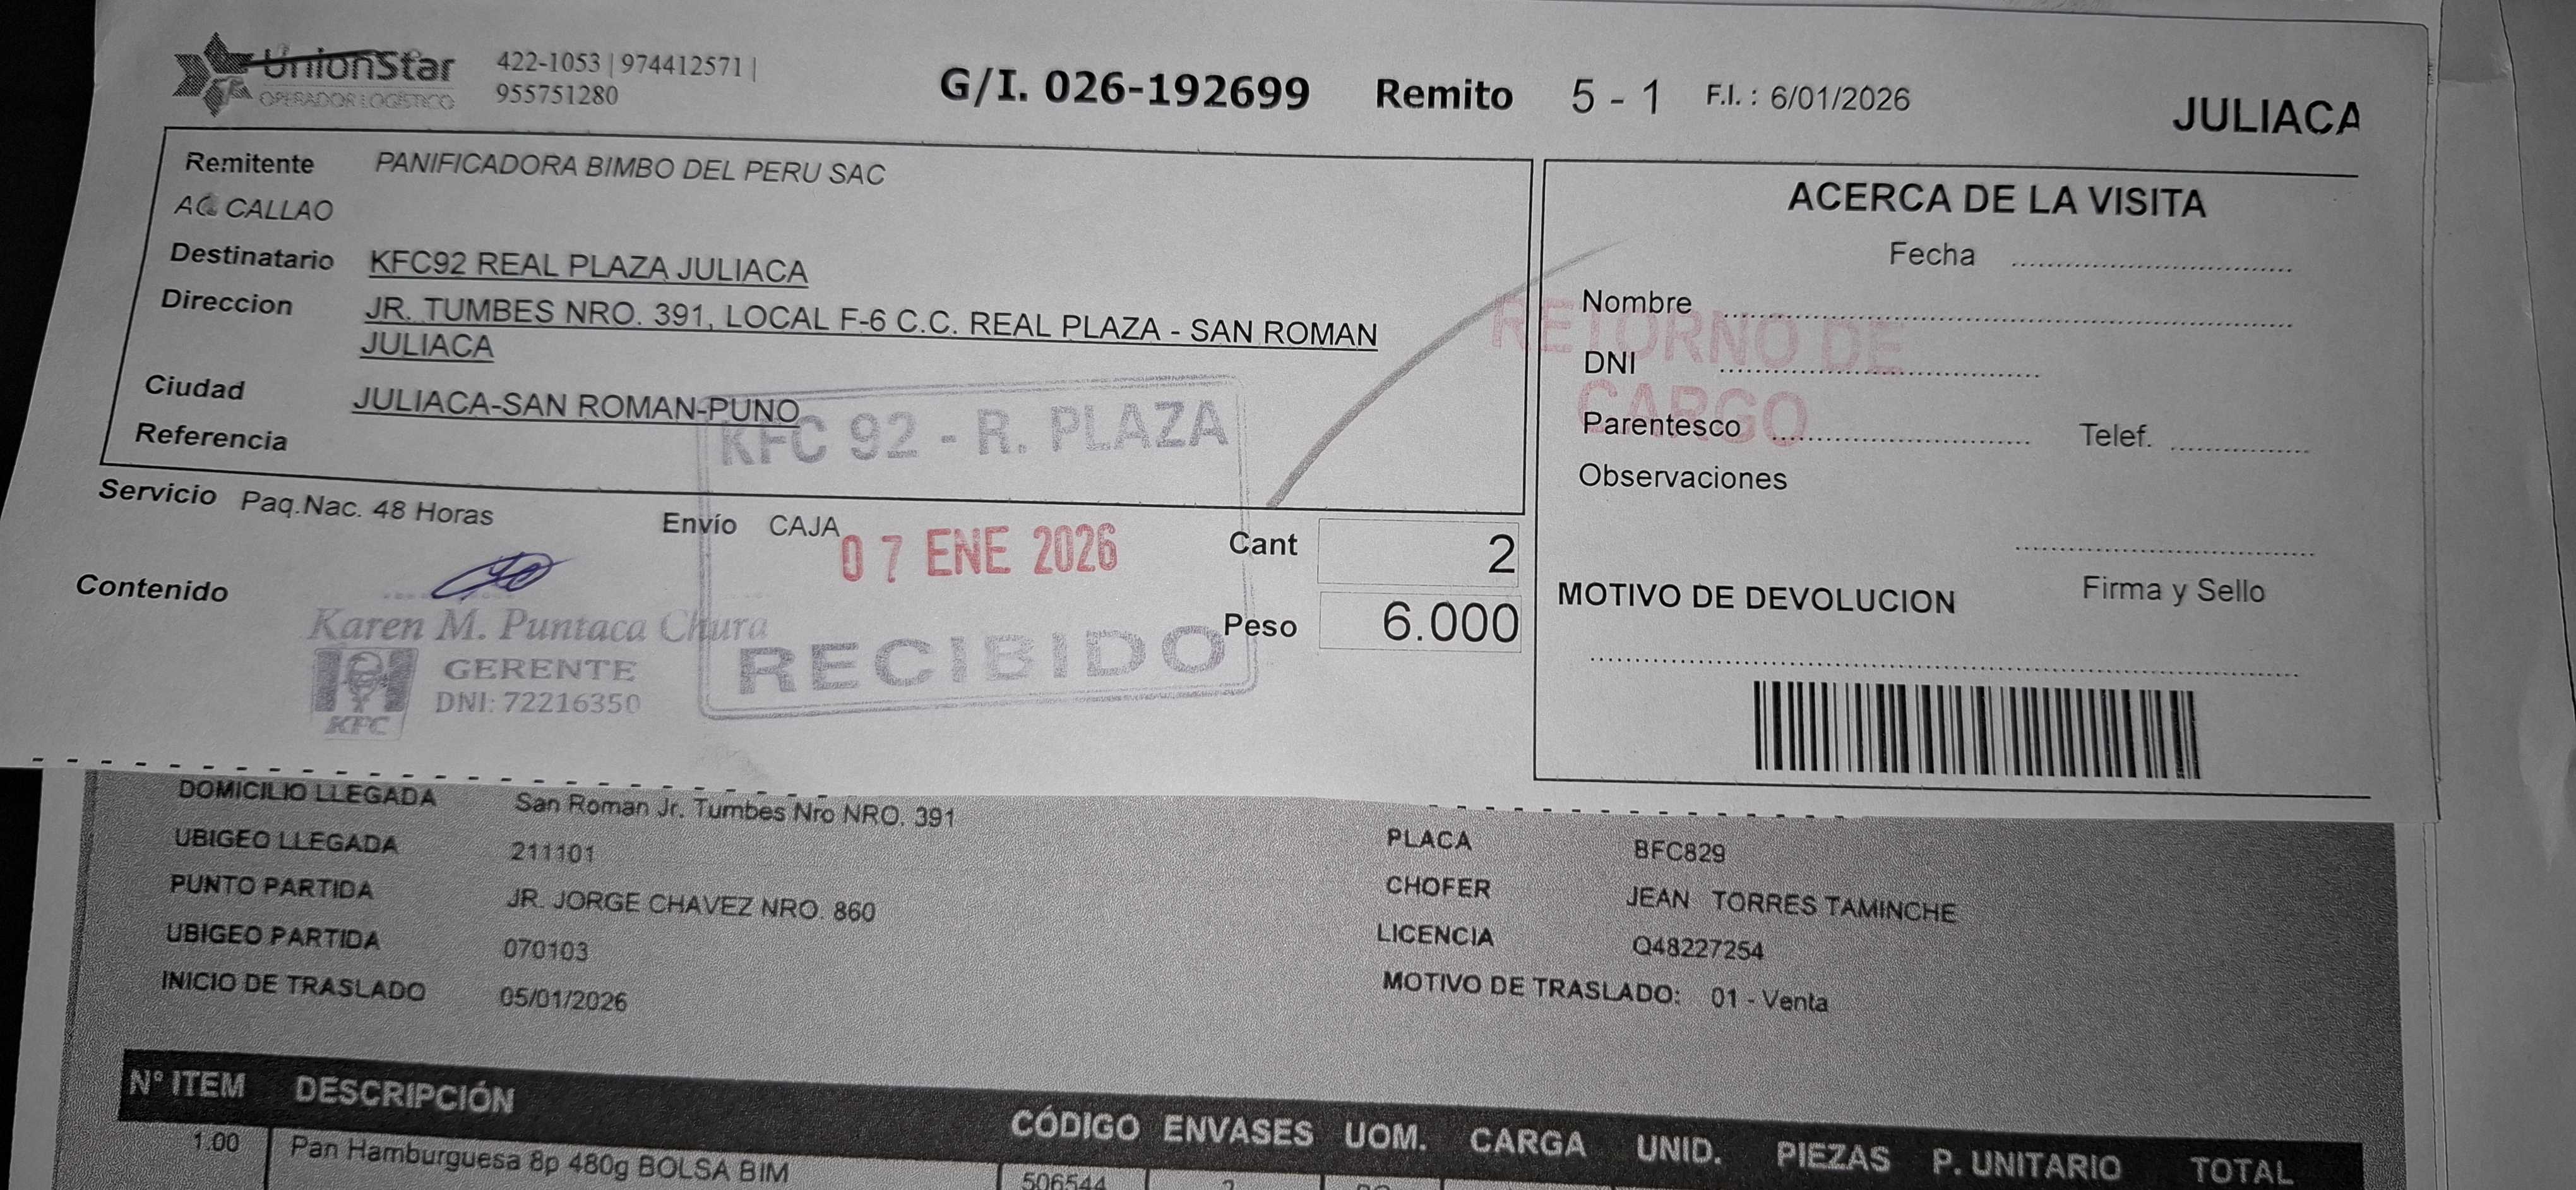 UnionStar
OPERADOR LOGÍSTICO
422-1053 | 974412571 |
955751280
G/I. 026-192699 Remito 5 - 1 F.I. : 6/01/2026 JULIACA
Remitente PANIFICADORA BIMBO DEL PERU SAC
CALLAO
Destinatario KFC92 REAL PLAZA JULIACA
Direccion JR. TUMBES NRO. 391, LOCAL F-6 C.C. REAL PLAZA - SAN ROMAN
JULIACA
Ciudad JULIACA-SAN ROMAN-PUNO
Referencia
KFC 92 - R. PLAZA
07 ENE 2026
RECIBIDO
Servicio Paq.Nac. 48 Horas Envío CAJA Cant 2
Contenido Peso 6.000
Karen M. Puntaca Chura
GERENTE
DNI: 72216350
KFC
ACERCA DE LA VISITA
Fecha
Nombre
DNI
Parentesco Telef.
Observaciones
RETORNO DE
CARGO
Firma y Sello
MOTIVO DE DEVOLUCION
DOMICILIO LLEGADA San Roman Jr. Tumbes Nro NRO. 391
UBIGEO LLEGADA 211101
PUNTO PARTIDA JR. JORGE CHAVEZ NRO. 860
UBIGEO PARTIDA 070103
INICIO DE TRASLADO 05/01/2026
PLACA BFC829
CHOFER JEAN TORRES TAMINCHE
LICENCIA Q48227254
MOTIVO DE TRASLADO: 01 - Venta
N° ITEM DESCRIPCIÓN CÓDIGO ENVASES UOM. CARGA UNID. PIEZAS P. UNITARIO TOTAL
1.00 Pan Hamburguesa 8p 480g BOLSA BIM 506544